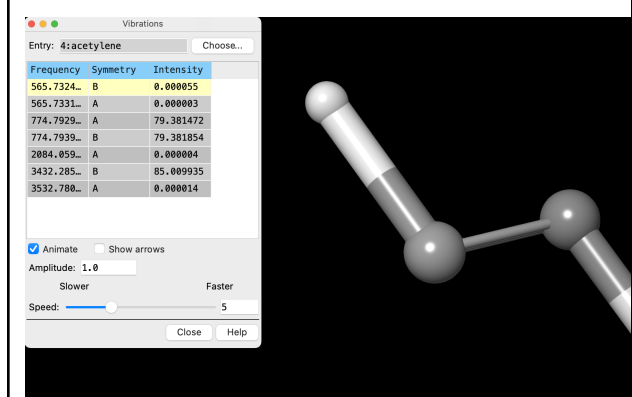 Vibrations
Entry: 4:acetylene Choose...
Frequency Symmetry Intensity
565.7324… B 0.000055
565.7331… A 0.000003
774.7929… A 79.381472
774.7939… B 79.381854
2084.059… A 0.000004
3432.285… B 85.009935
3532.780… A 0.000014
Animate Show arrows
Amplitude: 1.0
Slower Faster
Speed: 5
Close Help